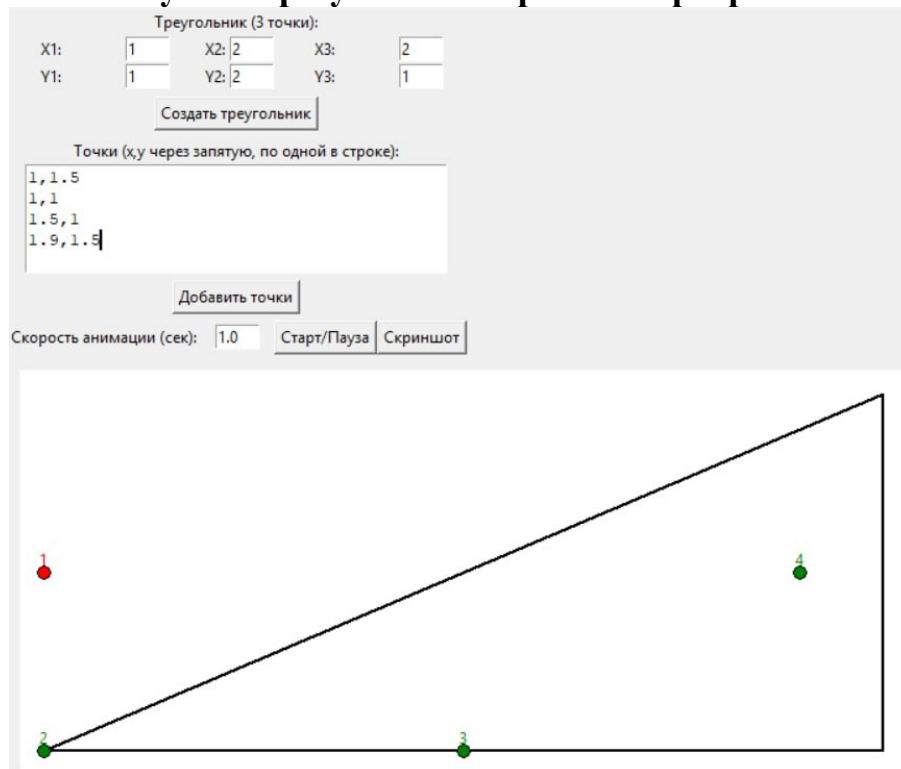 Треугольник (3 точки):
X1: 1 X2: 2 X3: 2
Y1: 1 Y2: 2 Y3: 1
Создать треугольник
Точки (x,y через запятую, по одной в строке):
1,1.5
1,1
1.5,1
1.9,1.5
Добавить точки
Скорость анимации (сек): 1.0 Старт/Пауза Скриншот
1
4
2
3